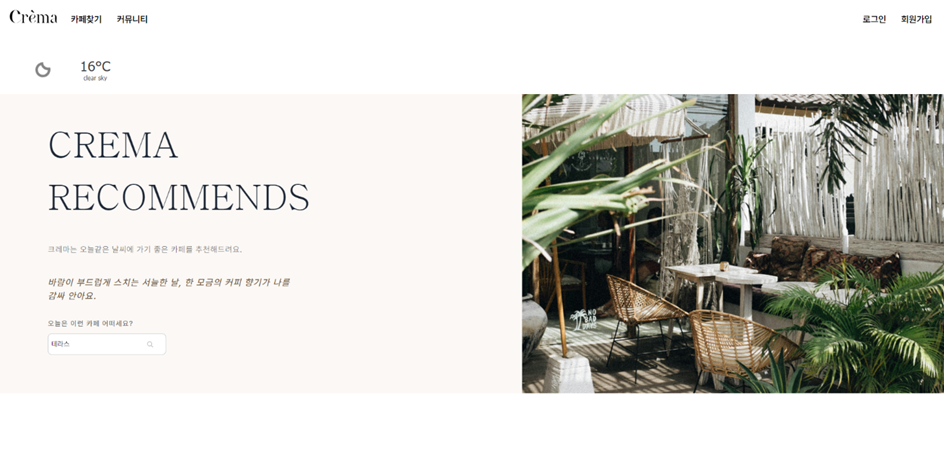 Crèma 카페찾기 커뮤니티 로그인 회원가입
16°C
clear sky
CREMA
RECOMMENDS
크레마는 오늘같은 날씨에 가기 좋은 카페를 추천해드려요.
바람이 부드럽게 스치는 서늘한 날, 한 모금의 커피 향기가 나를
감싸 안아요.
오늘은 이런 카페 어떠세요?
테라스
NO
BAD
DAYS